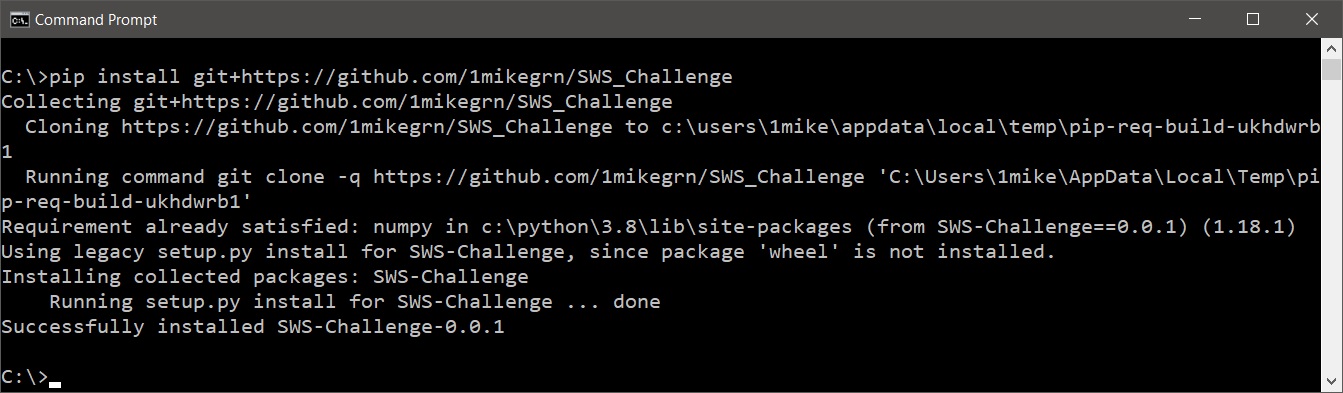 Command Prompt
C:\>pip install git+https://github.com/1mikegrn/SWS_Challenge
Collecting git+https://github.com/1mikegrn/SWS_Challenge
  Cloning https://github.com/1mikegrn/SWS_Challenge to c:\users\1mike\appdata\local\temp\pip-req-build-ukhdwrb
1
  Running command git clone -q https://github.com/1mikegrn/SWS_Challenge 'C:\Users\1mike\AppData\Local\Temp\pi
p-req-build-ukhdwrb1'
Requirement already satisfied: numpy in c:\python\3.8\lib\site-packages (from SWS-Challenge==0.0.1) (1.18.1)
Using legacy setup.py install for SWS-Challenge, since package 'wheel' is not installed.
Installing collected packages: SWS-Challenge
    Running setup.py install for SWS-Challenge ... done
Successfully installed SWS-Challenge-0.0.1
C:\>